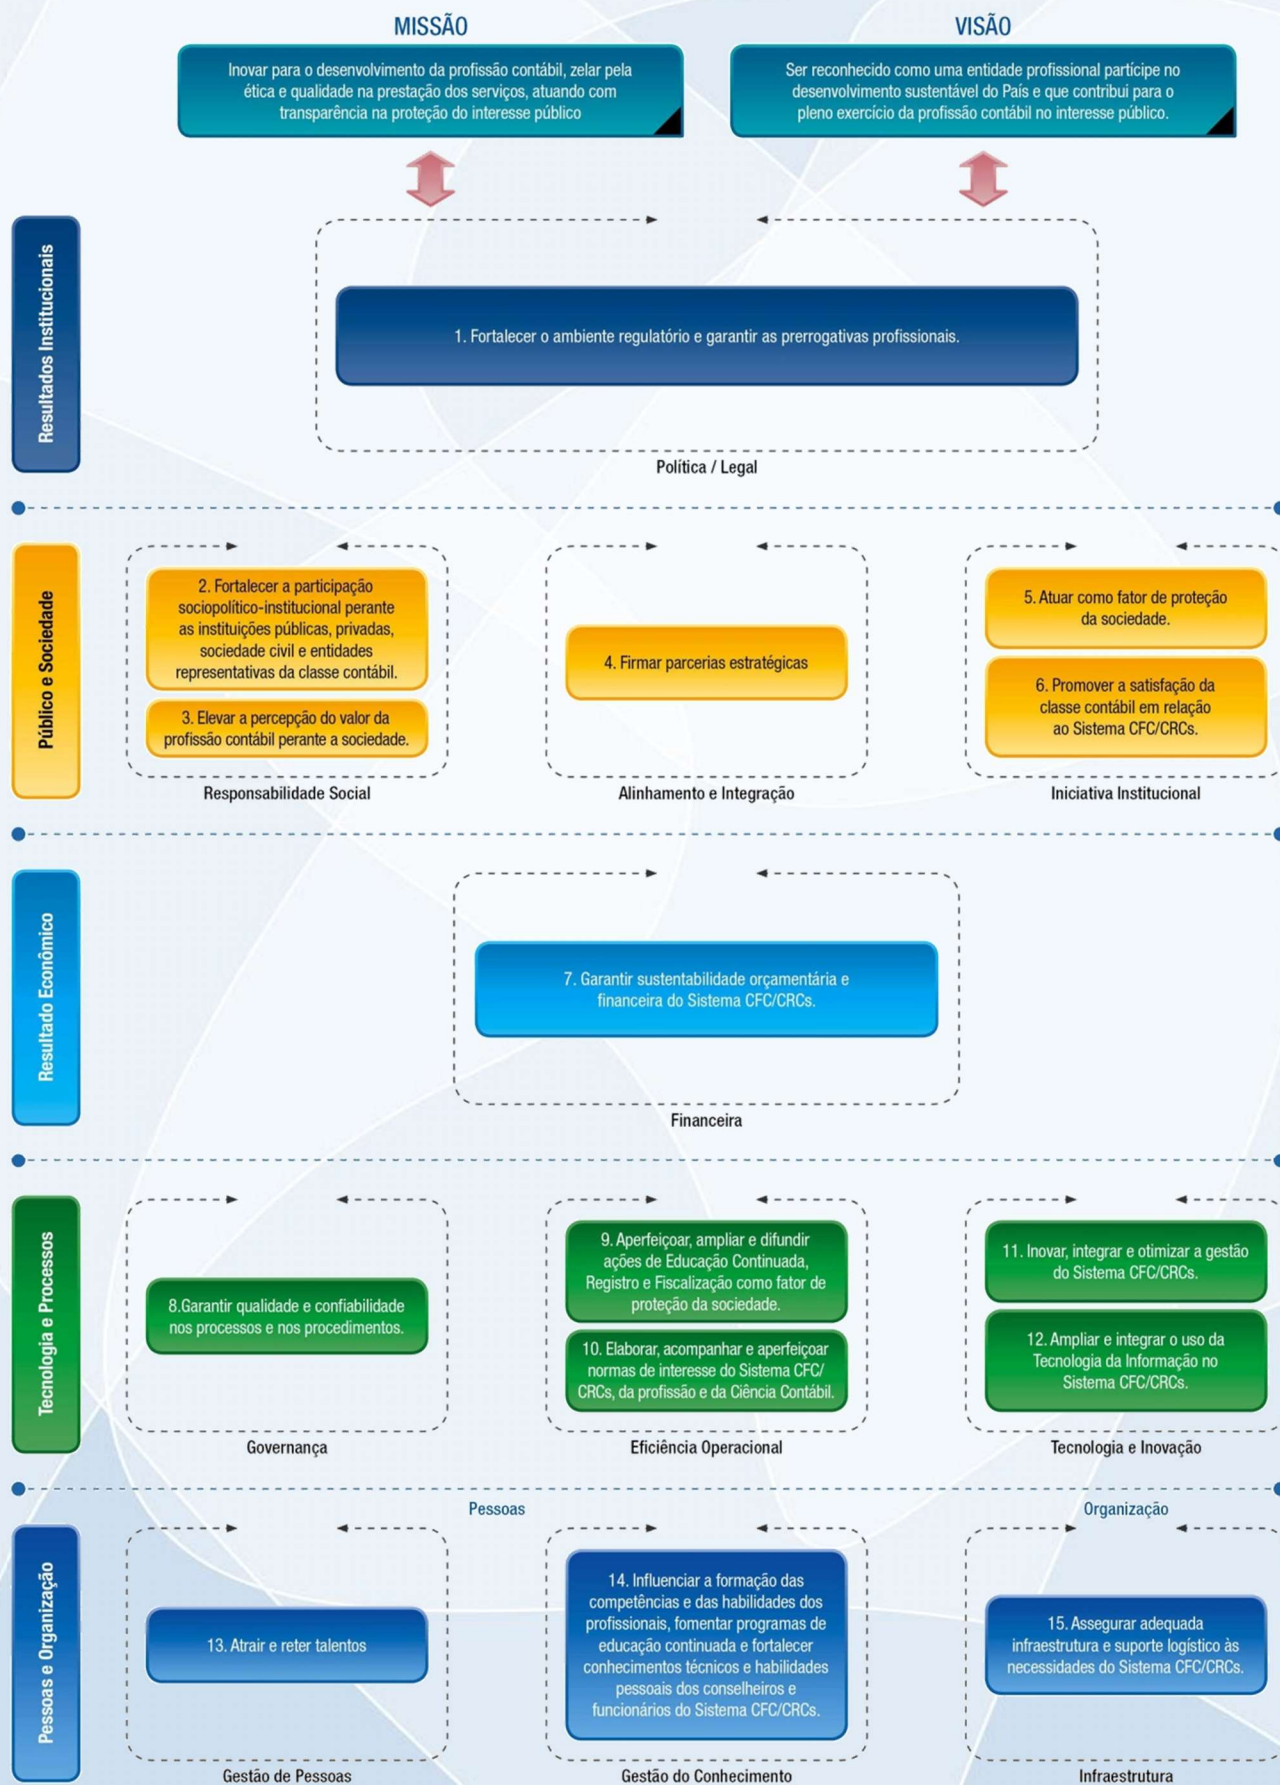 MISSÃO
Inovar para o desenvolvimento da profissão contábil, zelar pela
ética e qualidade na prestação dos serviços, atuando com
transparência na proteção do interesse público
VISÃO
Ser reconhecido como uma entidade profissional partícipe no
desenvolvimento sustentável do País e que contribui para o
pleno exercício da profissão contábil no interesse público.
Resultados Institucionais
1. Fortalecer o ambiente regulatório e garantir as prerrogativas profissionais.
Política / Legal
Público e Sociedade
2. Fortalecer a participação
sociopolítico-institucional perante
as instituições públicas, privadas,
sociedade civil e entidades
representativas da classe contábil.
3. Elevar a percepção do valor da
profissão contábil perante a sociedade.
Responsabilidade Social
4. Firmar parcerias estratégicas
Alinhamento e Integração
5. Atuar como fator de proteção
da sociedade.
6. Promover a satisfação da
classe contábil em relação
ao Sistema CFC/CRCs.
Iniciativa Institucional
Resultado Econômico
7. Garantir sustentabilidade orçamentária e
financeira do Sistema CFC/CRCs.
Financeira
Tecnologia e Processos
8.Garantir qualidade e confiabilidade
nos processos e nos procedimentos.
Governança
9. Aperfeiçoar, ampliar e difundir
ações de Educação Continuada,
Registro e Fiscalização como fator de
proteção da sociedade.
10. Elaborar, acompanhar e aperfeiçoar
normas de interesse do Sistema CFC/
CRCs, da profissão e da Ciência Contábil.
Eficiência Operacional
11. Inovar, integrar e otimizar a gestão
do Sistema CFC/CRCs.
12. Ampliar e integrar o uso da
Tecnologia da Informação no
Sistema CFC/CRCs.
Tecnologia e Inovação
Pessoas
Organização
Pessoas e Organização
13. Atrair e reter talentos
Gestão de Pessoas
14. Influenciar a formação das
competências e das habilidades dos
profissionais, fomentar programas de
educação continuada e fortalecer
conhecimentos técnicos e habilidades
pessoais dos conselheiros e
funcionários do Sistema CFC/CRCs.
Gestão do Conhecimento
15. Assegurar adequada
infraestrutura e suporte logístico às
necessidades do Sistema CFC/CRCs.
Infraestrutura